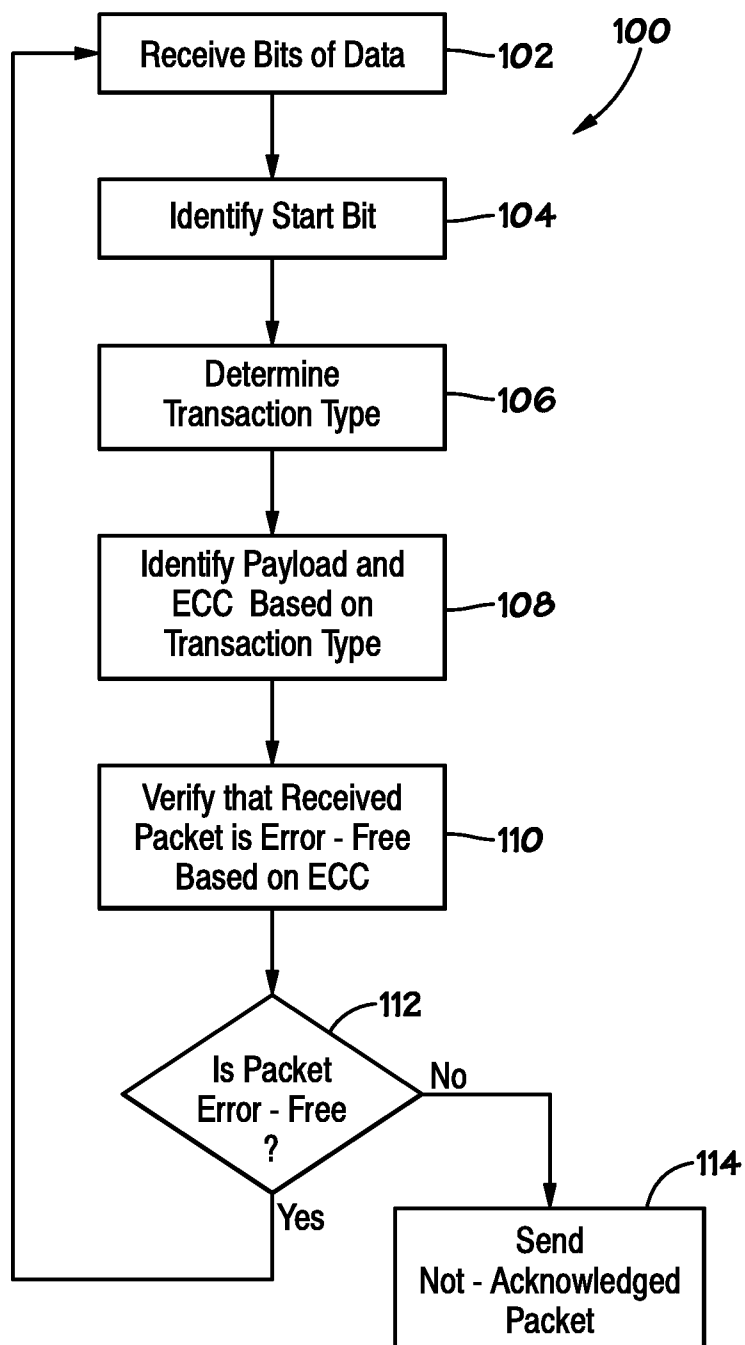 100
Receive Bits of Data
102
Identify Start Bit
104
Determine
Transaction Type
106
Identify Payload and
ECC Based on
Transaction Type
108
Verify that Received
Packet is Error - Free
Based on ECC
110
112
Is Packet
Error - Free
?
No
Yes
114
Send
Not - Acknowledged
Packet